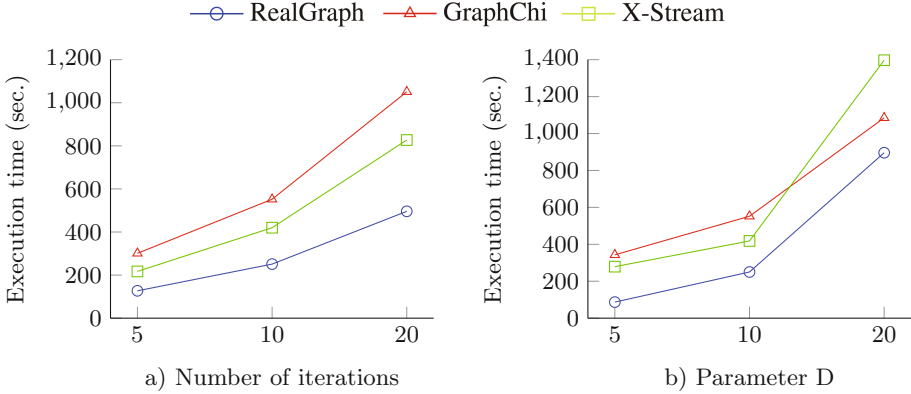 RealGraph GraphChi X-Stream
Execution time (sec.)
1,200
1,000
800
600
400
200
0
5 10 20
a) Number of iterations
Execution time (sec.)
1,400
1,200
1,000
800
600
400
200
0
5 10 20
b) Parameter D